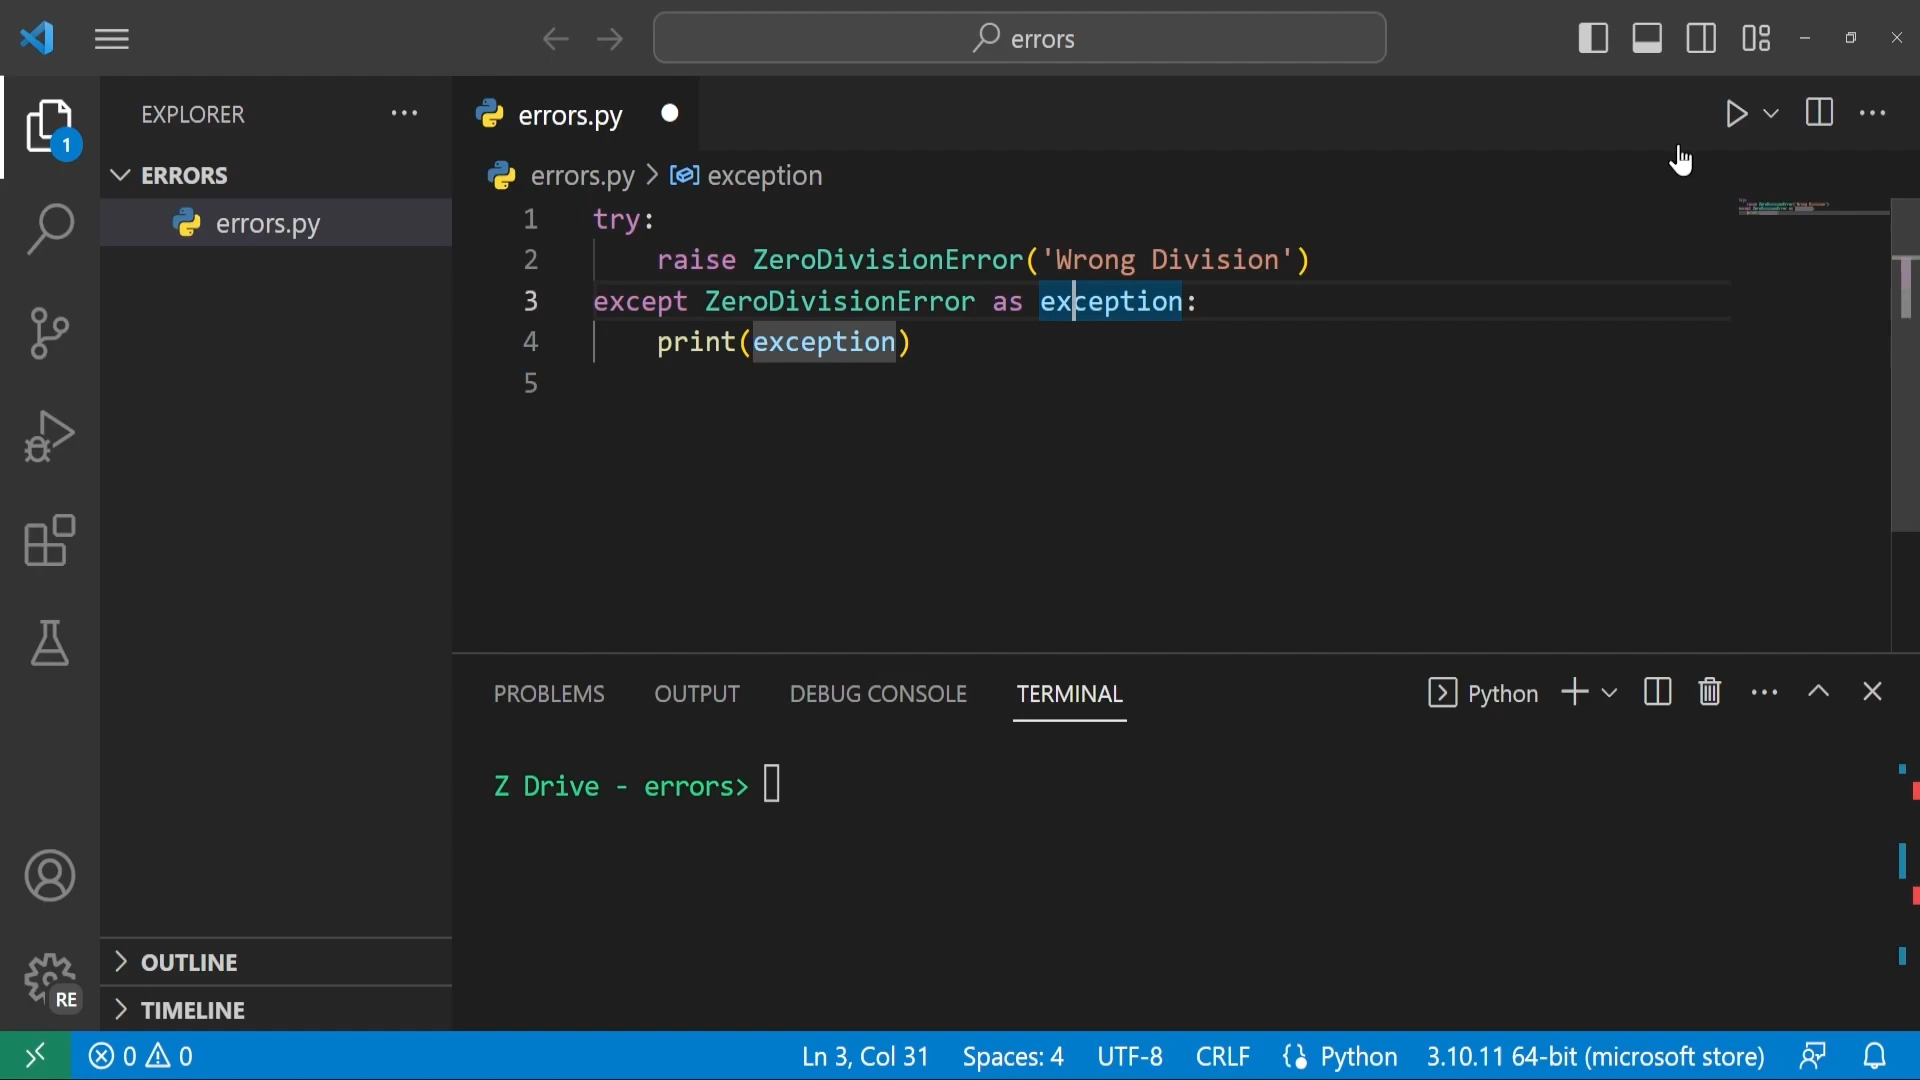 errors
EXPLORER
1
ERRORS
errors.py
errors.py
errors.py > exception
1 try:
2     raise ZeroDivisionError('Wrong Division')
3 except ZeroDivisionError as exception:
4     print(exception)
5
PROBLEMS OUTPUT DEBUG CONSOLE TERMINAL
Python
Z Drive - errors>
OUTLINE
RE
TIMELINE
0 0
Ln 3, Col 31 Spaces: 4 UTF-8 CRLF Python 3.10.11 64-bit (microsoft store)